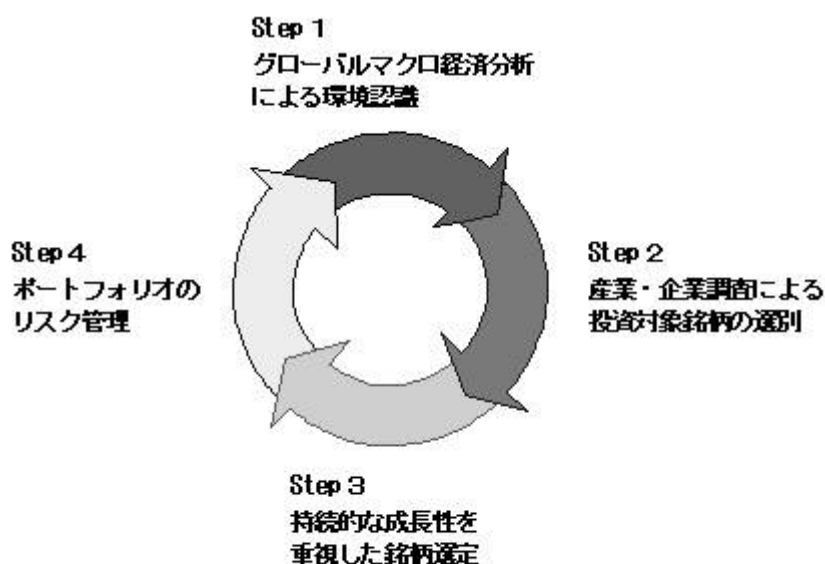 Step 1
グローバルマクロ経済分析
による環境認識
Step 2
産業・企業調査による
投資対象銘柄の選別
Step 3
持続的な成長性を
重視した銘柄選定
Step 4
ポートフォリオの
リスク管理